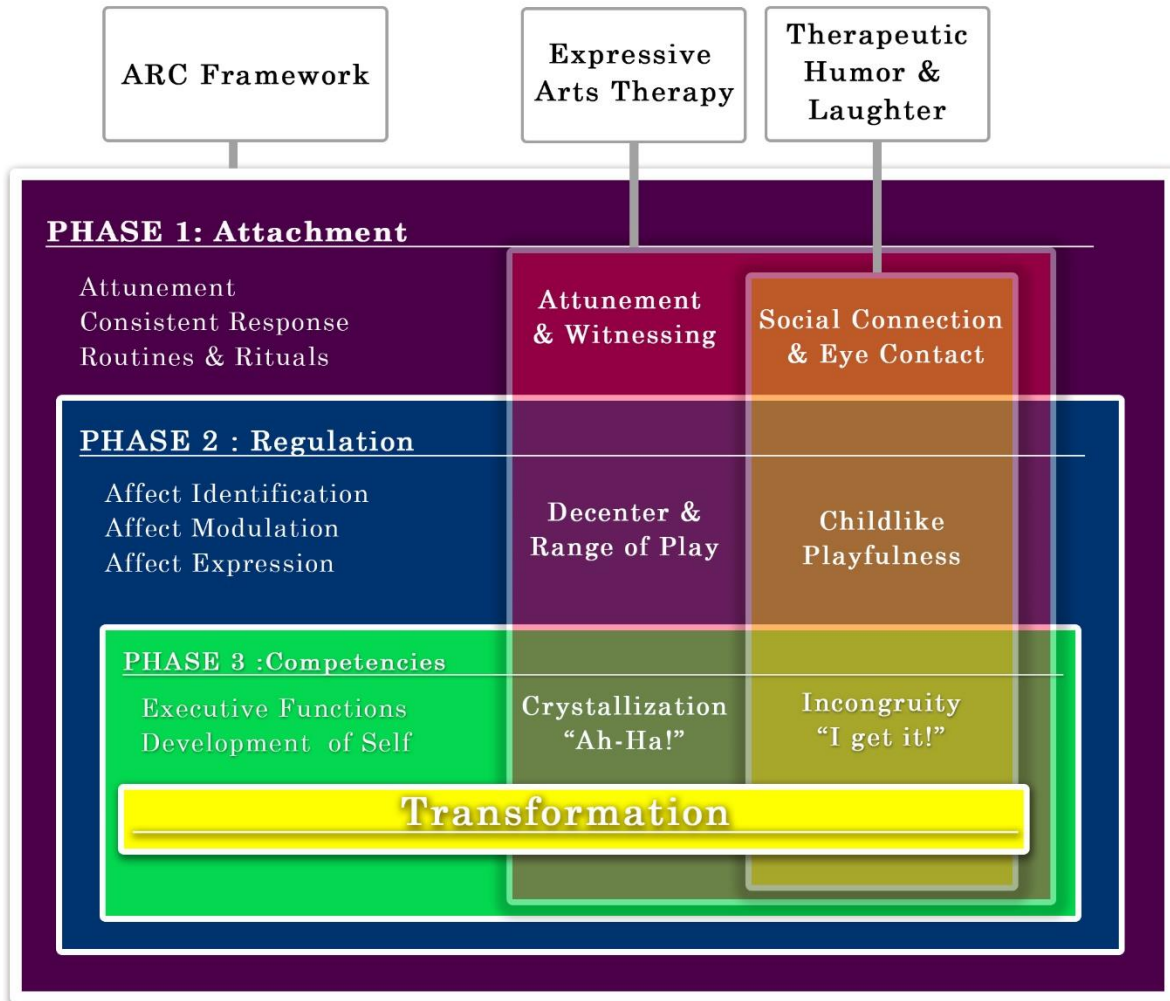 ARC Framework
Expressive
Arts Therapy
Therapeutic
Humor &
Laughter
PHASE 1: Attachment
Attunement
Consistent Response
Routines & Rituals
Attunement
& Witnessing
Social Connection
& Eye Contact
PHASE 2 : Regulation
Affect Identification
Affect Modulation
Affect Expression
Decenter &
Range of Play
Childlike
Playfulness
PHASE 3 :Competencies
Executive Functions
Development of Self
Crystallization
“Ah-Ha!”
Incongruity
“I get it!”
Transformation